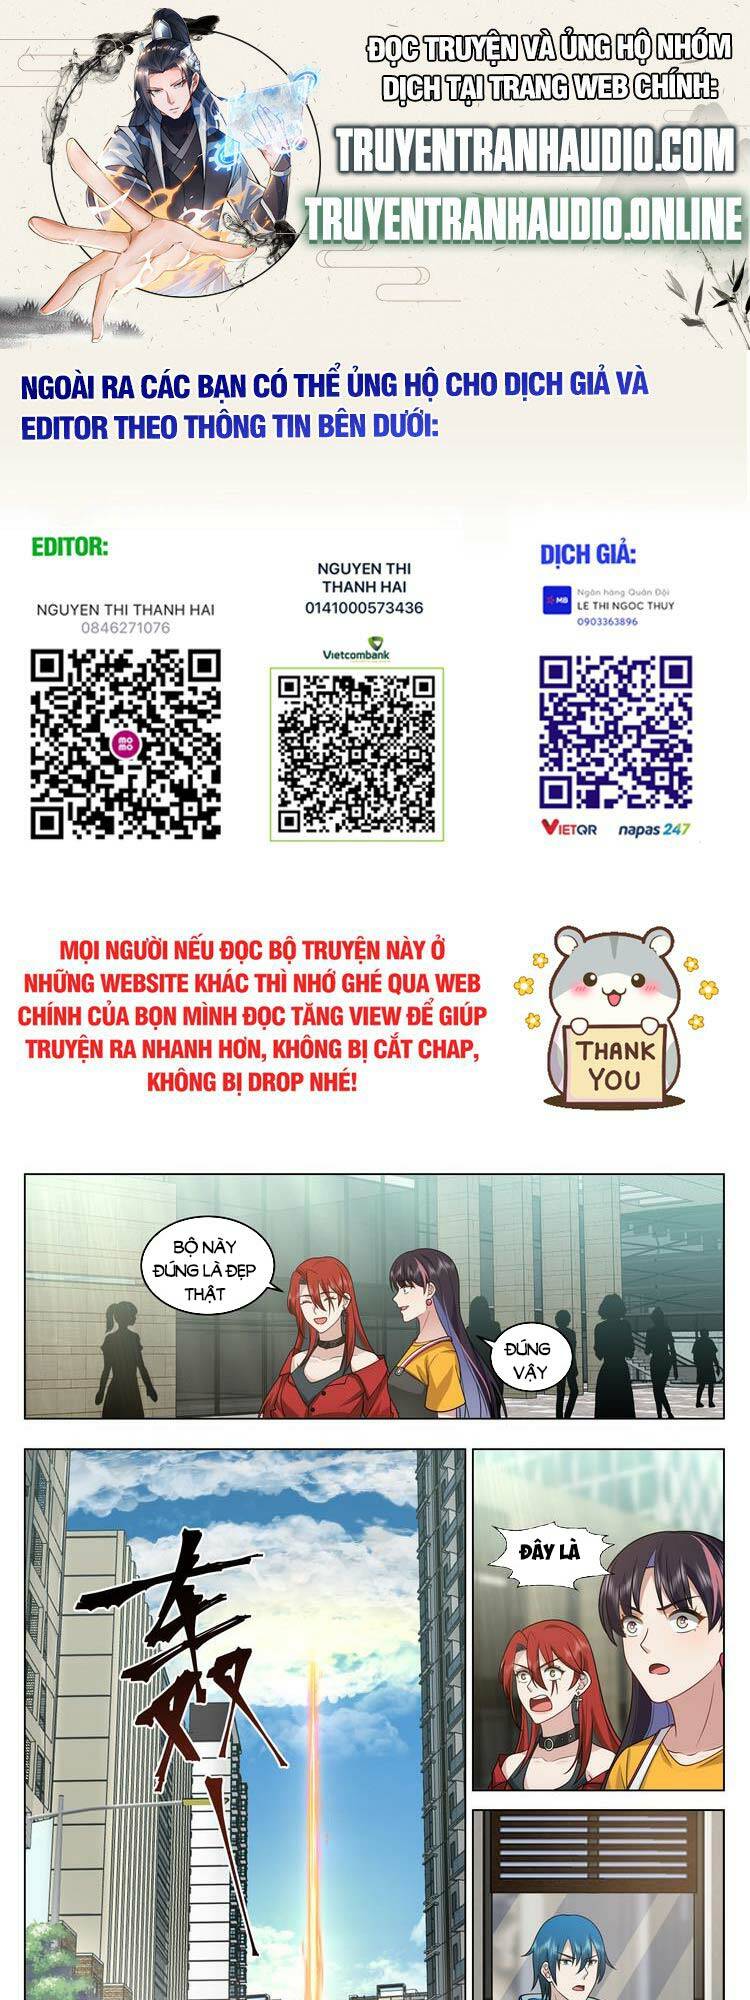 ĐỌC TRUYỆN VÀ ỦNG HỘ NHÓM
DỊCH TẠI TRANG WEB CHÍNH:
TRUYENTRANHAUDIO.COM
TRUYENTRANHAUDIO.ONLINE
NGOÀI RA CÁC BẠN CÓ THỂ ỦNG HỘ CHO DỊCH GIẢ VÀ
EDITOR THEO THÔNG TIN BÊN DƯỚI:
EDITOR:
NGUYEN THI THANH HAI
0846271076
mo
mo
NGUYEN THI
THANH HAI
0141000573436
Vietcombank
DỊCH GIẢ:
MB
Ngân hàng Quân Đội
LE THI NGOC THUY
0903363896
VIETQR
napas 247
MỌI NGƯỜI NẾU ĐỌC BỘ TRUYỆN NÀY Ở
NHỮNG WEBSITE KHÁC THÌ NHỚ GHÉ QUA WEB
CHÍNH CỦA BỌN MÌNH ĐỌC TĂNG VIEW ĐỂ GIÚP
TRUYỆN RA NHANH HƠN, KHÔNG BỊ CẮT CHAP,
KHÔNG BỊ DROP NHÉ!
THANK
YOU
BỘ NÀY
ĐÚNG LÀ ĐẸP
THẬT
ĐÚNG
VẬY
轰!
ĐÂY LÀ